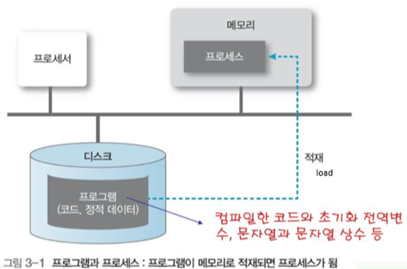 메모리
프로세서
프로세스
디스크
적재
load
프로그램
(코드, 정적 데이터)
컴파일한 코드와 초기화 전역변
수, 문자열과 문자열 상수 등
그림 3-1 프로그램과 프로세스 : 프로그램이 메모리로 적재되면 프로세스가 됨